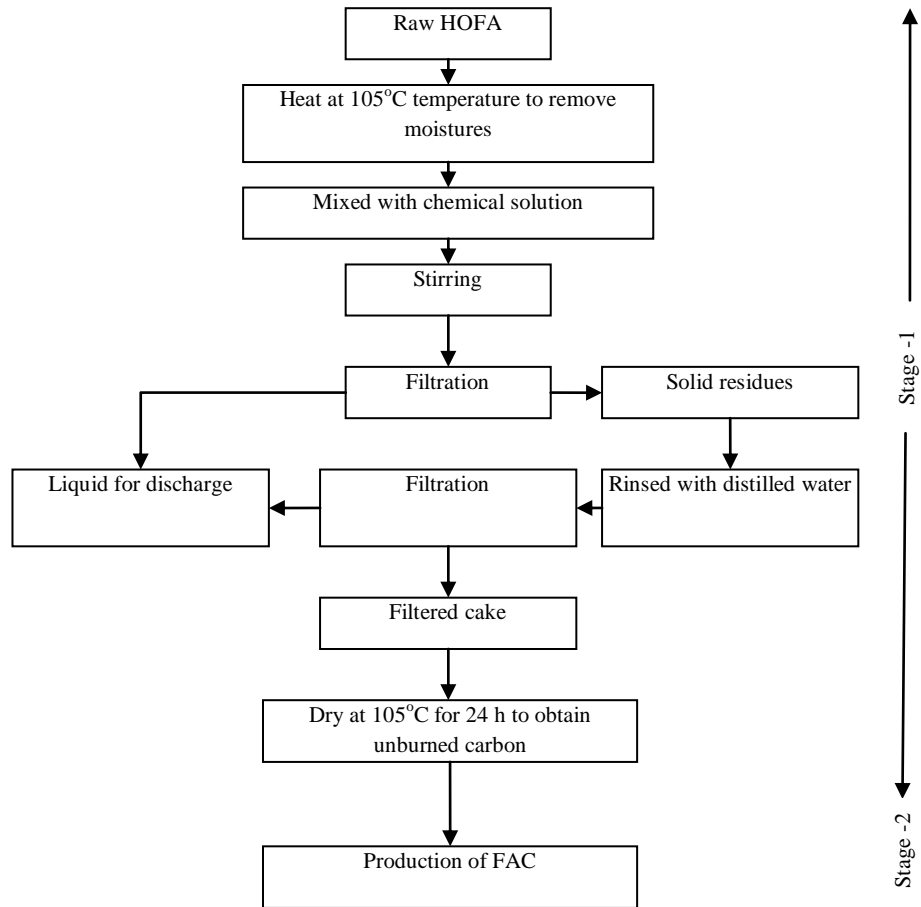 Raw HOFA
Heat at 105°C temperature to remove
moistures
Mixed with chemical solution
Stirring
Filtration
Solid residues
Liquid for discharge
Filtration
Rinsed with distilled water
Filtered cake
Dry at 105°C for 24 h to obtain
unburned carbon
Production of FAC
Stage -1
Stage -2